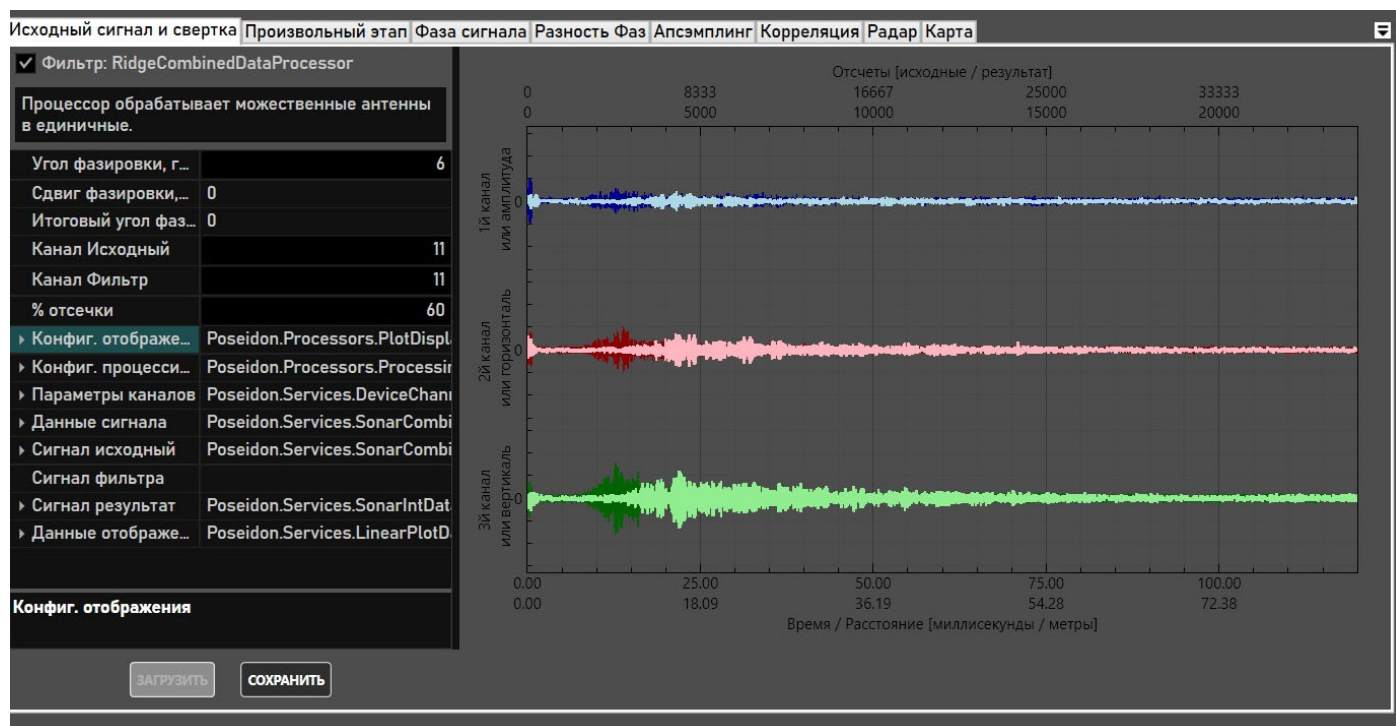 Исходный сигнал и свертка Произвольный этап Фаза сигнала Разность Фаз Апсэмплинг Корреляция Радар Карта
Фильтр: RidgeCombinedDataProcessor
Процессор обрабатывает можественные антенны
в единичные.
Угол фазировки, г... 6
Сдвиг фазировки,... 0
Итоговый угол фаз... 0
Канал Исходный 11
Канал Фильтр 11
% отсечки 60
Конфиг. отображе... Poseidon.Processors.PlotDispl
Конфиг. процесси... Poseidon.Processors.Processin
Параметры каналов Poseidon.Services.DeviceChann
Данные сигнала Poseidon.Services.SonarCombi
Сигнал исходный Poseidon.Services.SonarCombi
Сигнал фильтра
Сигнал результат Poseidon.Services.SonarIntDat
Данные отображе... Poseidon.Services.LinearPlotD
Конфиг. отображения
ЗАГРУЗИТЬ СОХРАНИТЬ
Отсчеты [исходные / результат]
0 8333 16667 25000 33333
0 5000 10000 15000 20000
1й канал
или амплитуда
0
2й канал
или горизонталь
0
3й канал
или вертикаль
0
0.00 25.00 50.00 75.00 100.00
0.00 18.09 36.19 54.28 72.38
Время / Расстояние [миллисекунды / метры]